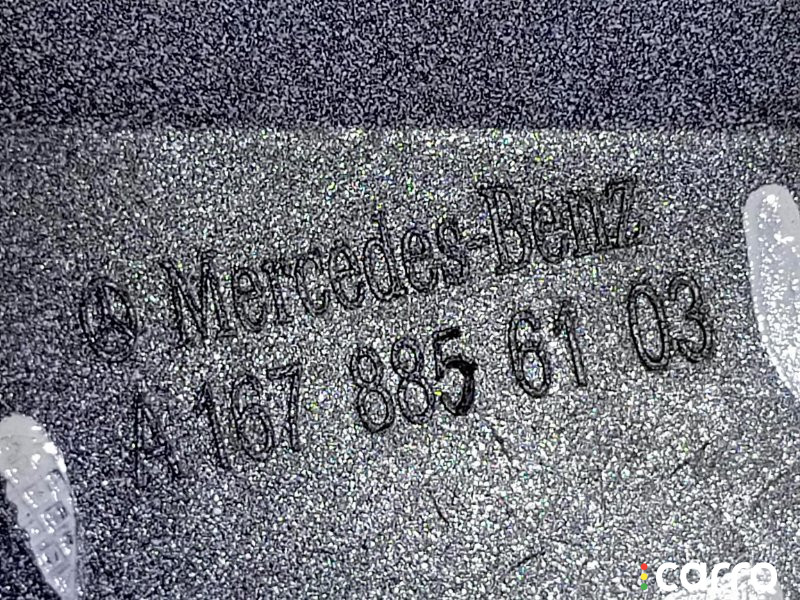 Mercedes-Benz
A 167 885 61 03
carro